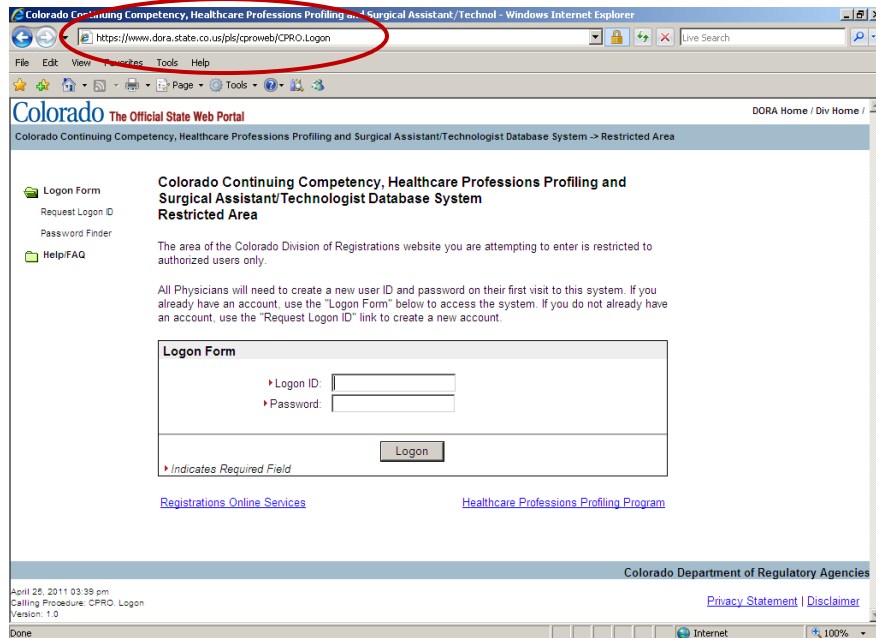 Colorado Continuing Competency, Healthcare Professions Profiling and Surgical Assistant/Technol - Windows Internet Explorer
https://www.dora.state.co.us/pls/cproweb/CPRO.Logon
Live Search
File Edit View Favorites Tools Help
Page
Tools
Colorado The Official State Web Portal
DORA Home / Div Home /
Colorado Continuing Competency, Healthcare Professions Profiling and Surgical Assistant/Technologist Database System -> Restricted Area
Logon Form
Request Logon ID
Password Finder
Help/FAQ
Colorado Continuing Competency, Healthcare Professions Profiling and
Surgical Assistant/Technologist Database System
Restricted Area
The area of the Colorado Division of Registrations website you are attempting to enter is restricted to
authorized users only.
All Physicians will need to create a new user ID and password on their first visit to this system. If you
already have an account, use the "Logon Form" below to access the system. If you do not already have
an account, use the "Request Logon ID" link to create a new account.
Logon Form
Logon ID:
Password:
Logon
Indicates Required Field
Registrations Online Services
Healthcare Professions Profiling Program
Colorado Department of Regulatory Agencies
April 25, 2011 03:39 pm
Calling Procedure: CPRO. Logon
Version: 1.0
Privacy Statement | Disclaimer
Done
Internet
100%